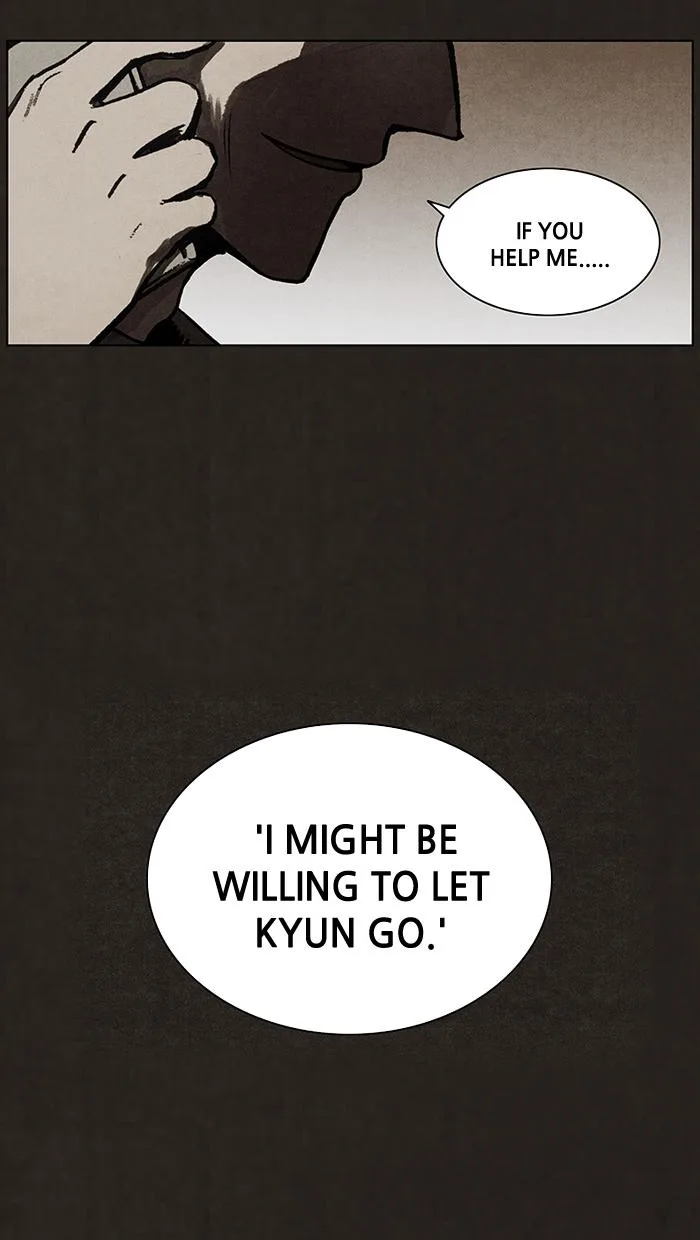 IF YOU
HELP ME.....
'I MIGHT BE
WILLING TO LET
KYUN GO.'